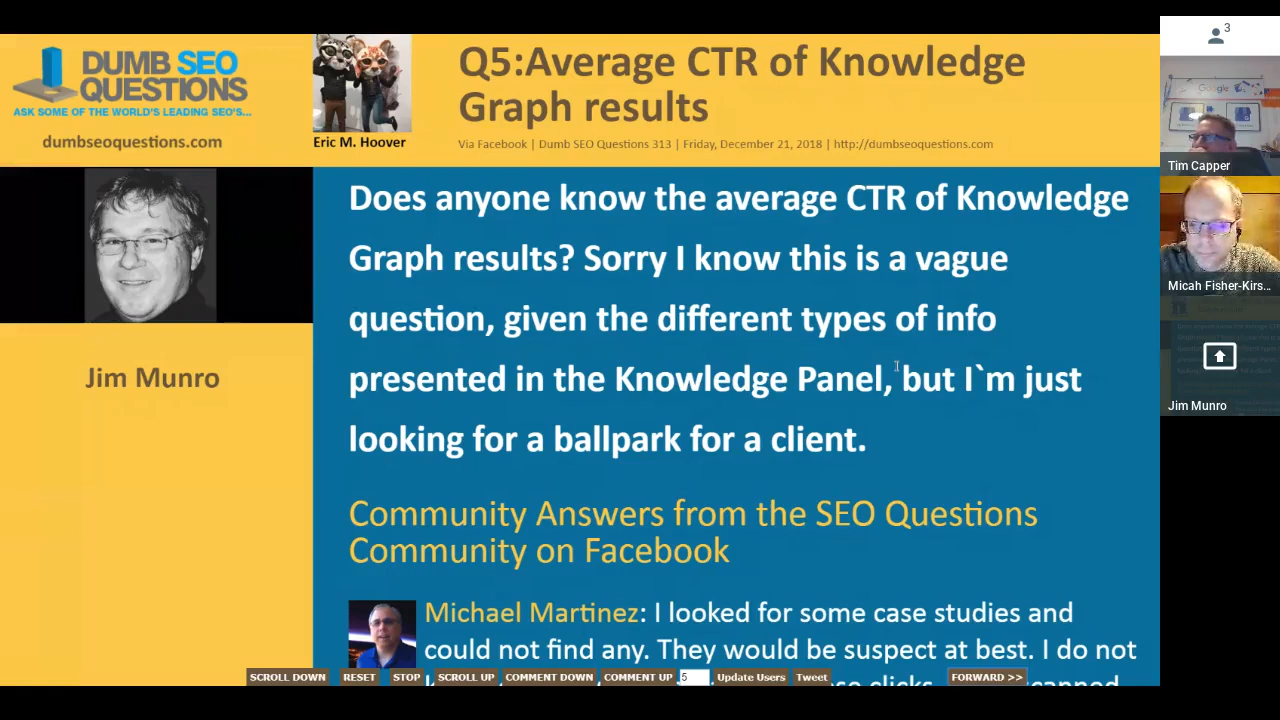 DUMB SEO
QUESTIONS
ASK SOME OF THE WORLD'S LEADING SEO'S...
dumbseoquestions.com
Eric M. Hoover
Q5:Average CTR of Knowledge
Graph results
Via Facebook | Dumb SEO Questions 313 | Friday, December 21, 2018 | http://dumbseoquestions.com
3
Google
Tim Capper
Micah Fisher-Kirs...
Jim Munro
Jim Munro
Does anyone know the average CTR of Knowledge
Graph results? Sorry I know this is a vague
question, given the different types of info
presented in the Knowledge Panel, but I`m just
looking for a ballpark for a client.
Community Answers from the SEO Questions
Community on Facebook
Michael Martinez: I looked for some case studies and
could not find any. They would be suspect at best. I do not
clicks.
SCROLL DOWN RESET STOP SCROLL UP COMMENT DOWN COMMENT UP 5 Update Users Tweet FORWARD >>